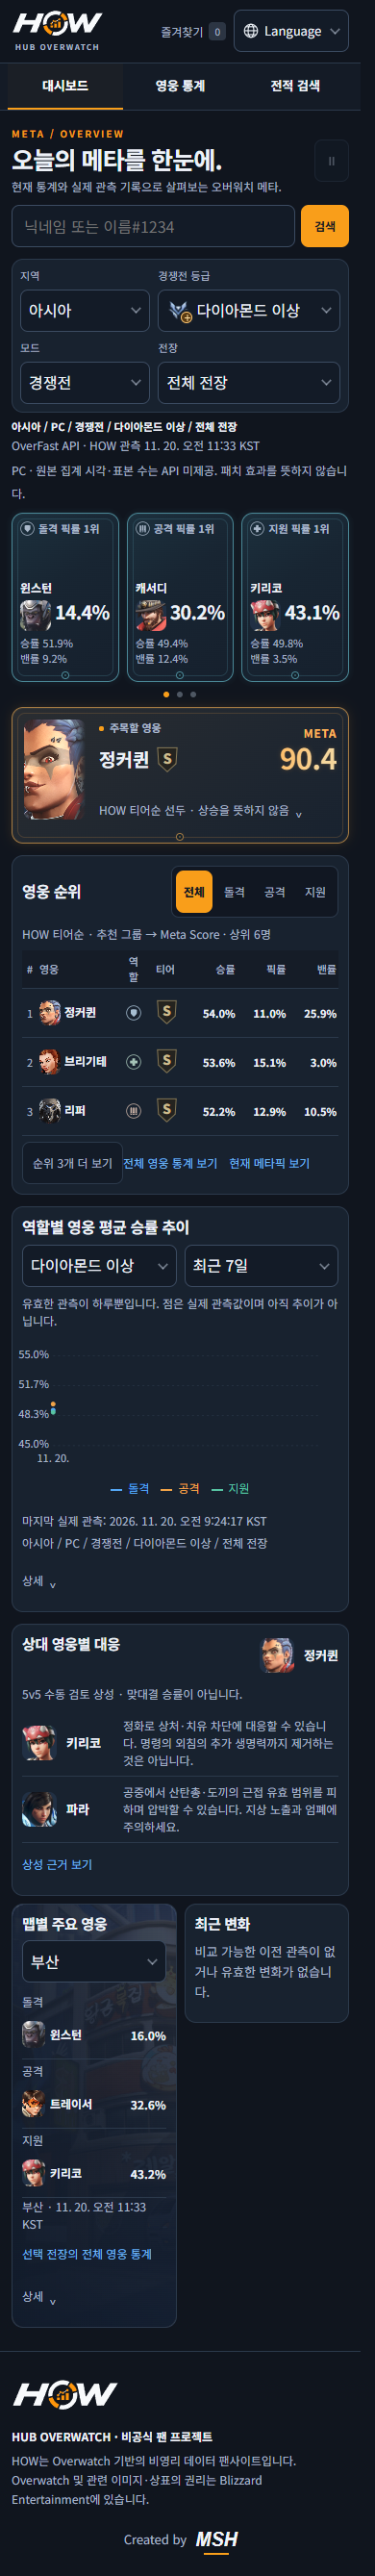 HOW
HUB OVERWATCH
즐겨찾기 0
Language
대시보드 영웅 통계 전적 검색
META / OVERVIEW
오늘의 메타를 한눈에.
현재 통계와 실제 관측 기록으로 살펴보는 오버워치 메타.
닉네임 또는 이름#1234 검색
지역 경쟁전 등급
아시아 다이아몬드 이상
모드 전장
경쟁전 전체 전장
아시아 / PC / 경쟁전 / 다이아몬드 이상 / 전체 전장
OverFast API · HOW 관측 11. 20. 오전 11:33 KST
PC · 원본 집계 시각·표본 수는 API 미제공. 패치 효과를 뜻하지 않습니
다.
돌격 픽률 1위
윈스턴
14.4%
승률 51.9%
밴률 9.2%
공격 픽률 1위
캐서디
30.2%
승률 49.4%
밴률 12.4%
지원 픽률 1위
키리코
43.1%
승률 49.8%
밴률 3.5%
주목할 영웅
정커퀸 S
META
90.4
HOW 티어순 선두 · 상승을 뜻하지 않음
영웅 순위
전체 돌격 공격 지원
HOW 티어순 · 추천 그룹 → Meta Score · 상위 6명
# 영웅 역할 티어 승률 픽률 밴률
1 정커퀸 S 54.0% 11.0% 25.9%
2 브리기테 S 53.6% 15.1% 3.0%
3 리퍼 S 52.2% 12.9% 10.5%
순위 3개 더 보기 전체 영웅 통계 보기 현재 메타픽 보기
역할별 영웅 평균 승률 추이
다이아몬드 이상 최근 7일
유효한 관측이 하루뿐입니다. 점은 실제 관측값이며 아직 추이가 아
닙니다.
55.0%
51.7%
48.3%
45.0%
11. 20.
돌격 공격 지원
마지막 실제 관측: 2026. 11. 20. 오전 9:24:17 KST
아시아 / PC / 경쟁전 / 다이아몬드 이상 / 전체 전장
상세
상대 영웅별 대응
정커퀸
5v5 수동 검토 상성 · 맞대결 승률이 아닙니다.
키리코
정화로 상처·치유 차단에 대응할 수 있습니
다. 명령의 외침의 추가 생명력까지 제거하는
것은 아닙니다.
파라
공중에서 산탄총·도끼의 근접 유효 범위를 피
하며 압박할 수 있습니다. 지상 노출과 엄폐에
주의하세요.
상성 근거 보기
맵별 주요 영웅
부산
돌격
윈스턴 16.0%
공격
트레이서 32.6%
지원
키리코 43.2%
부산 · 11. 20. 오전 11:33
KST
선택 전장의 전체 영웅 통계
상세
최근 변화
비교 가능한 이전 관측이 없
거나 유효한 변화가 없습니
다.
HOW
HUB OVERWATCH · 비공식 팬 프로젝트
HOW는 Overwatch 기반의 비영리 데이터 팬사이트입니다.
Overwatch 및 관련 이미지·상표의 권리는 Blizzard
Entertainment에 있습니다.
Created by MSH